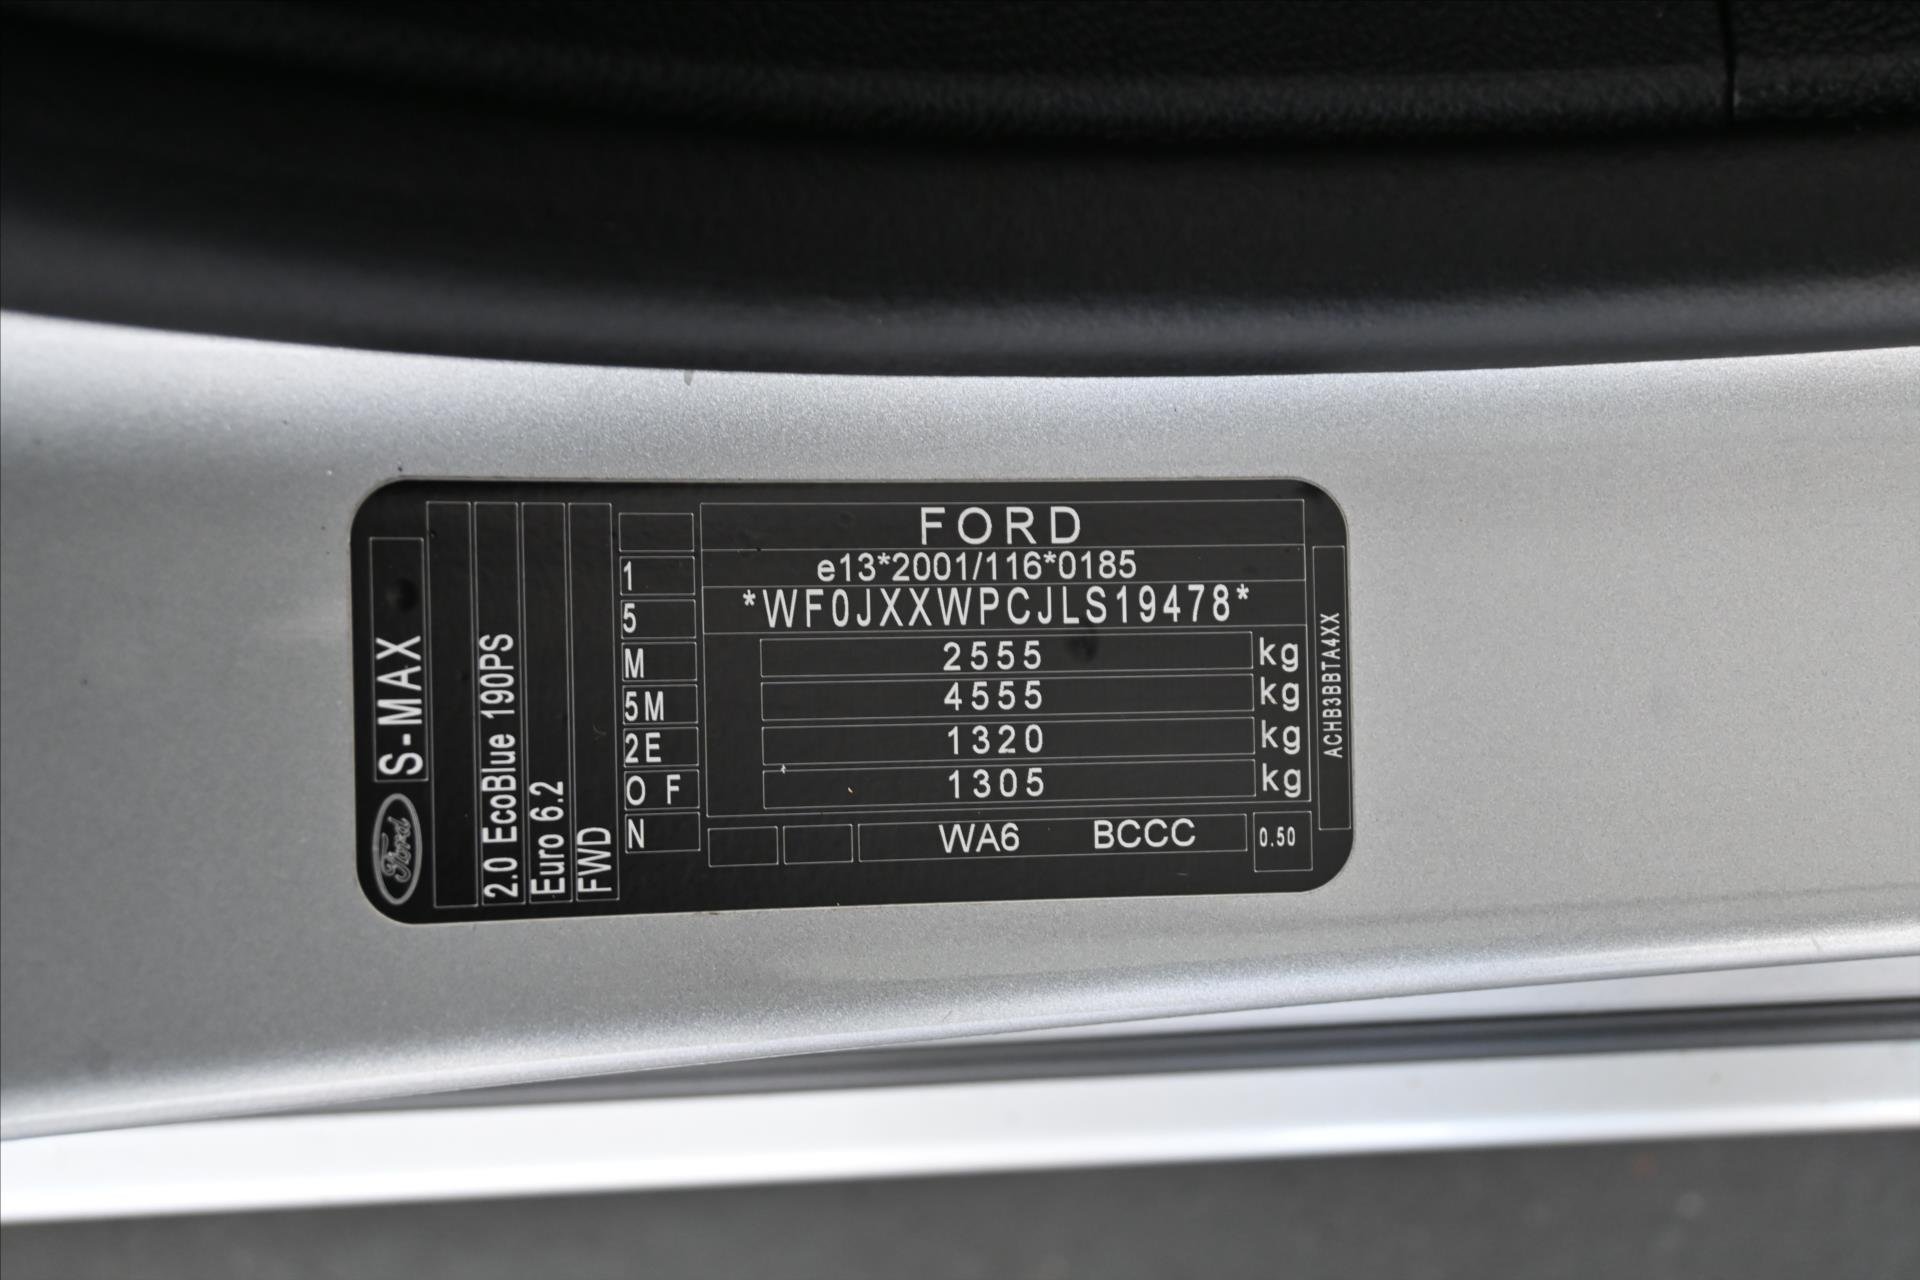 FORD
e13*2001/116*0185
*WF0JXXWPCJLS19478*
2555 kg
4555 kg
1320 kg
1305 kg
WA6 BCCC 0.50
1
5
M
5M
2E
O F
N
Ford S-MAX
2.0 EcoBlue 190PS
Euro 6.2
FWD
ACHB3BBTA4XX